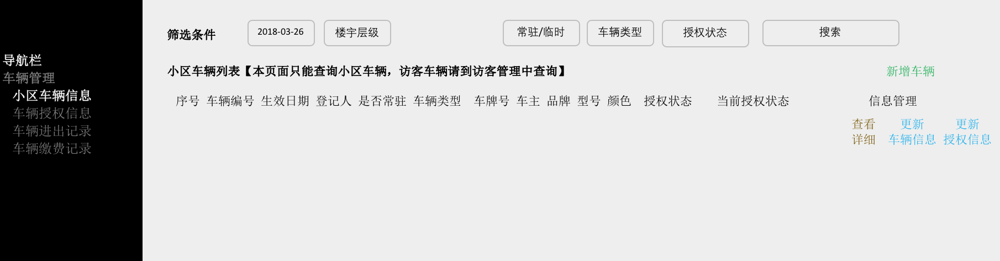 导航栏
车辆管理
小区车辆信息
车辆授权信息
车辆进出记录
车辆缴费记录
筛选条件 2018-03-26 楼宇层级 常驻/临时 车辆类型 授权状态 搜索
小区车辆列表【本页面只能查询小区车辆，访客车辆请到访客管理中查询】 新增车辆
序号 车辆编号 生效日期 登记人 是否常驻 车辆类型 车牌号 车主 品牌 型号 颜色 授权状态 当前授权状态 信息管理
查看 更新 更新
详细 车辆信息 授权信息